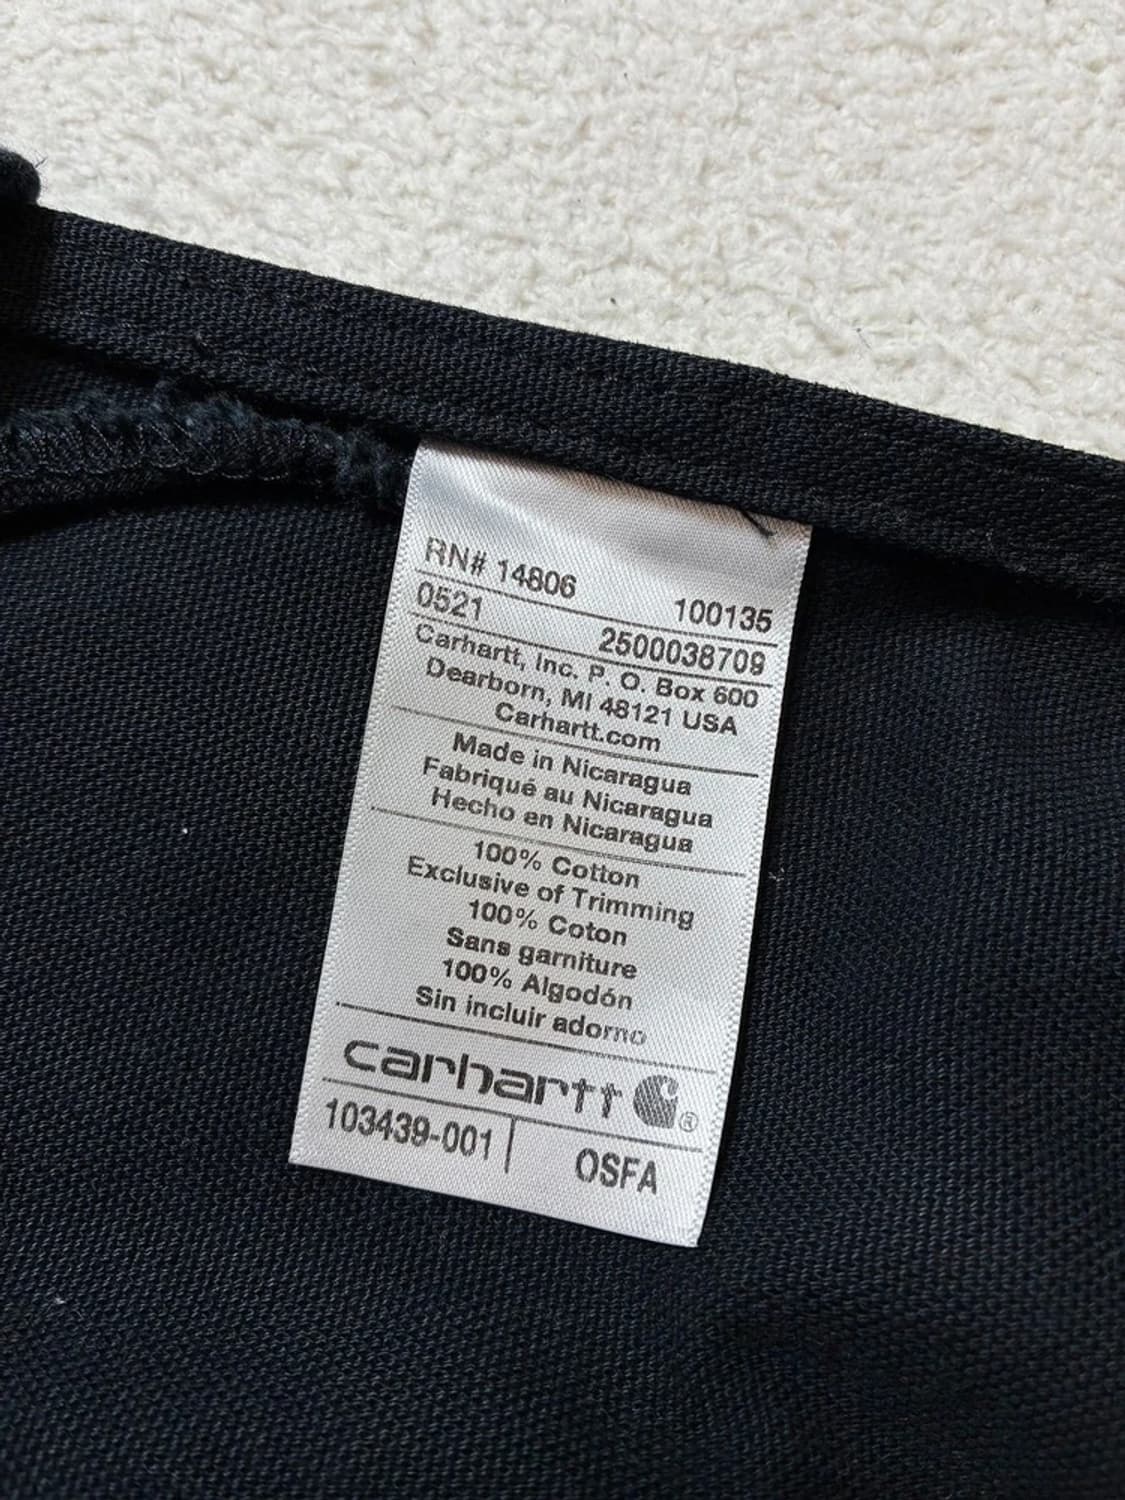 RN# 14806 100135
0521 2500038709
Carhartt, Inc. P. O. Box 600
Dearborn, MI 48121 USA
Carhartt.com
Made in Nicaragua
Fabriqué au Nicaragua
Hecho en Nicaragua
100% Cotton
Exclusive of Trimming
100% Coton
Sans garniture
100% Algodón
Sin incluir adorno
carhartt ®
103439-001 | OSFA